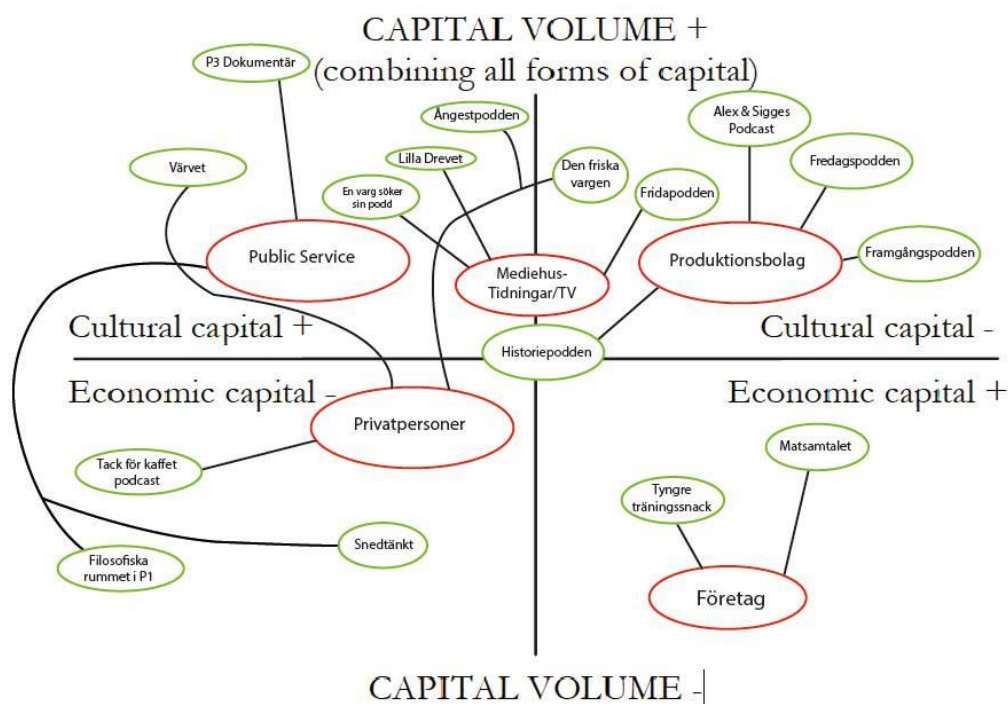 CAPITAL VOLUME +
(combining all forms of capital)
P3 Dokumentär
Värvet
Ångestpodden
Lilla Drevet
En varg söker
sin podd
Den friska
vargen
Fridapodden
Alex & Sigges
Podcast
Fredagspodden
Framgångspodden
Public Service
Mediehus-
Tidningar/TV
Produktionsbolag
Cultural capital +
Historiepodden
Cultural capital -
Economic capital -
Economic capital +
Privatpersoner
Tack för kaffet
podcast
Matsamtalet
Tyngre
träningssnack
Snedtänkt
Filosofiska
rummet i P1
Företag
CAPITAL VOLUME -